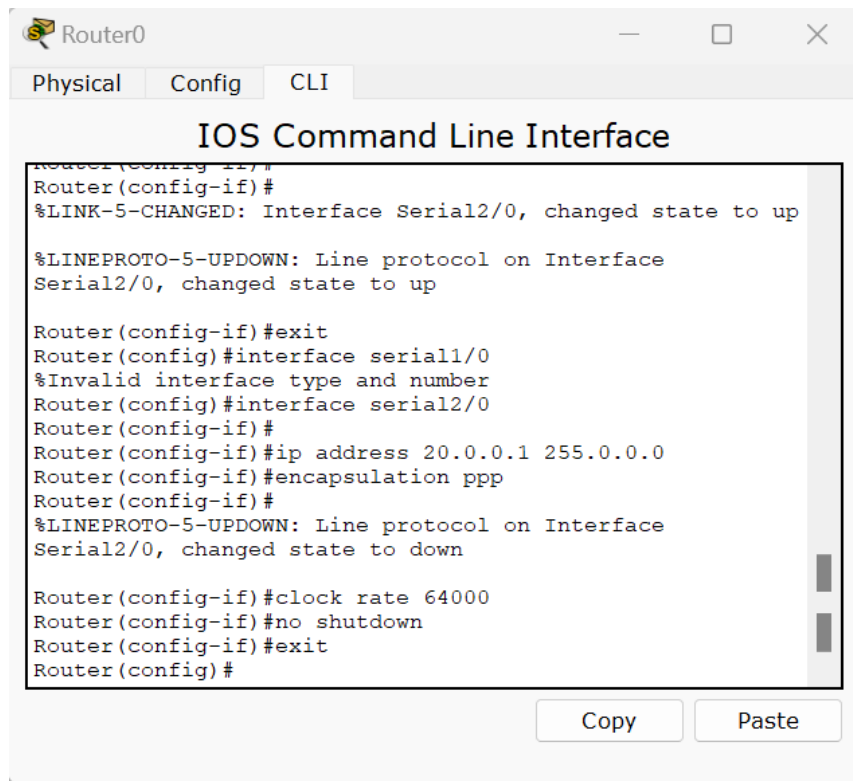 Router0
Physical Config CLI
IOS Command Line Interface
Router(config-if)#
Router(config-if)#
%LINK-5-CHANGED: Interface Serial2/0, changed state to up
%LINEPROTO-5-UPDOWN: Line protocol on Interface
Serial2/0, changed state to up
Router(config-if)#exit
Router(config)#interface serial1/0
%Invalid interface type and number
Router(config)#interface serial2/0
Router(config-if)#
Router(config-if)#ip address 20.0.0.1 255.0.0.0
Router(config-if)#encapsulation ppp
Router(config-if)#
%LINEPROTO-5-UPDOWN: Line protocol on Interface
Serial2/0, changed state to down
Router(config-if)#clock rate 64000
Router(config-if)#no shutdown
Router(config-if)#exit
Router(config)#
Copy Paste